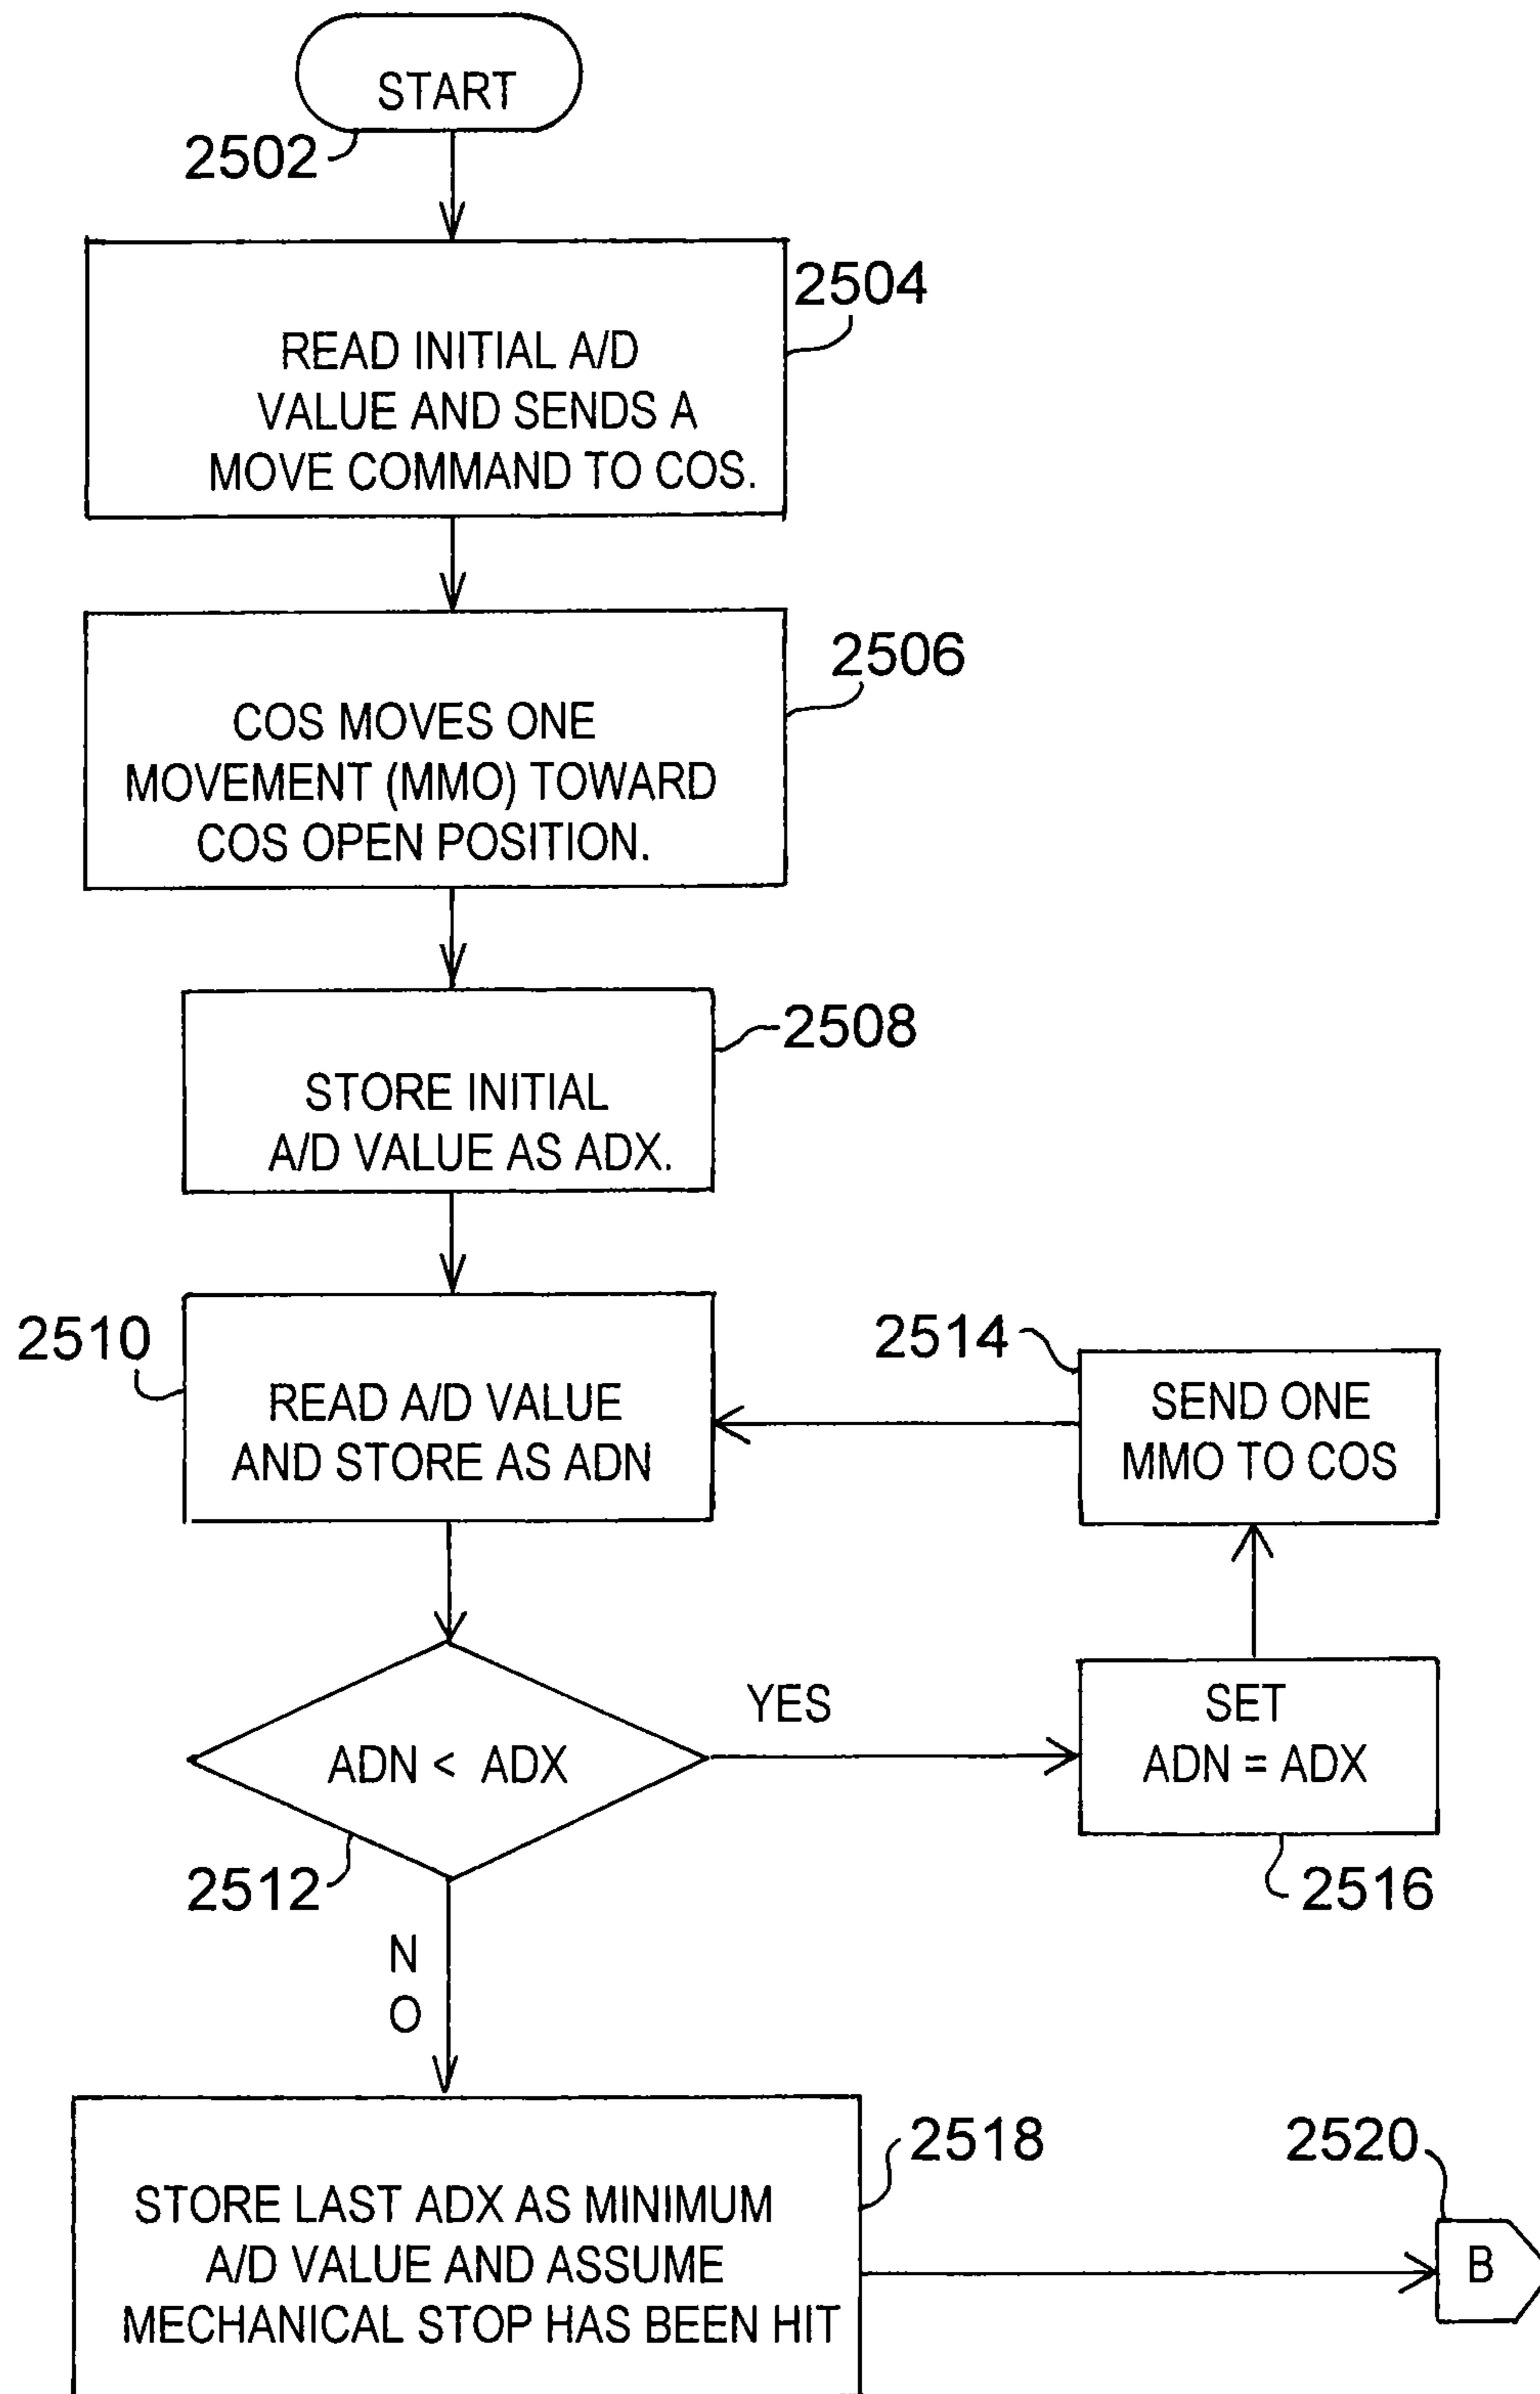 START
2502
2504
READ INITIAL A/D
VALUE AND SENDS A
MOVE COMMAND TO COS.
2506
COS MOVES ONE
MOVEMENT (MMO) TOWARD
COS OPEN POSITION.
2508
STORE INITIAL
A/D VALUE AS ADX.
2510
READ A/D VALUE
AND STORE AS ADN
2514
SEND ONE
MMO TO COS
ADN < ADX
2512
YES
SET
ADN = ADX
2516
N
O
2518
STORE LAST ADX AS MINIMUM
A/D VALUE AND ASSUME
MECHANICAL STOP HAS BEEN HIT
2520
B